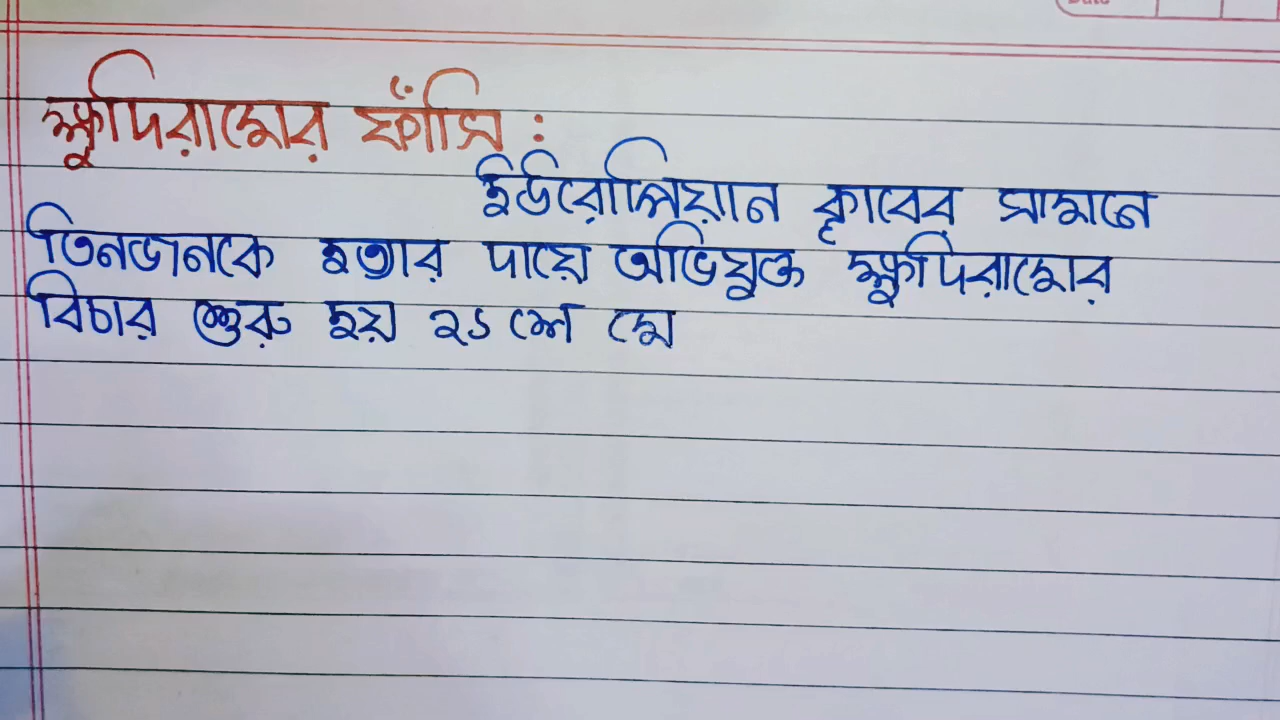 ক্ষুদিরামের ফাঁসি :
ইউরোপিয়ান ক্লাবের সামনে
তিনজনকে হত্যার দায়ে অভিযুক্ত ক্ষুদিরামের
বিচার শুরু হয় ২১ শে মে